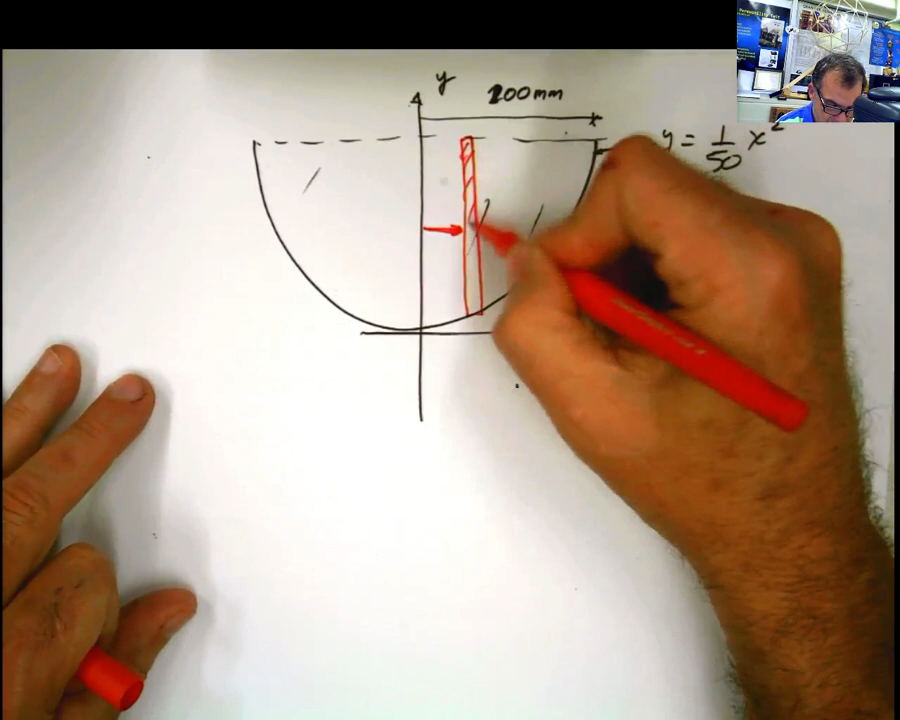 y
200mm
y = 1/50 x²